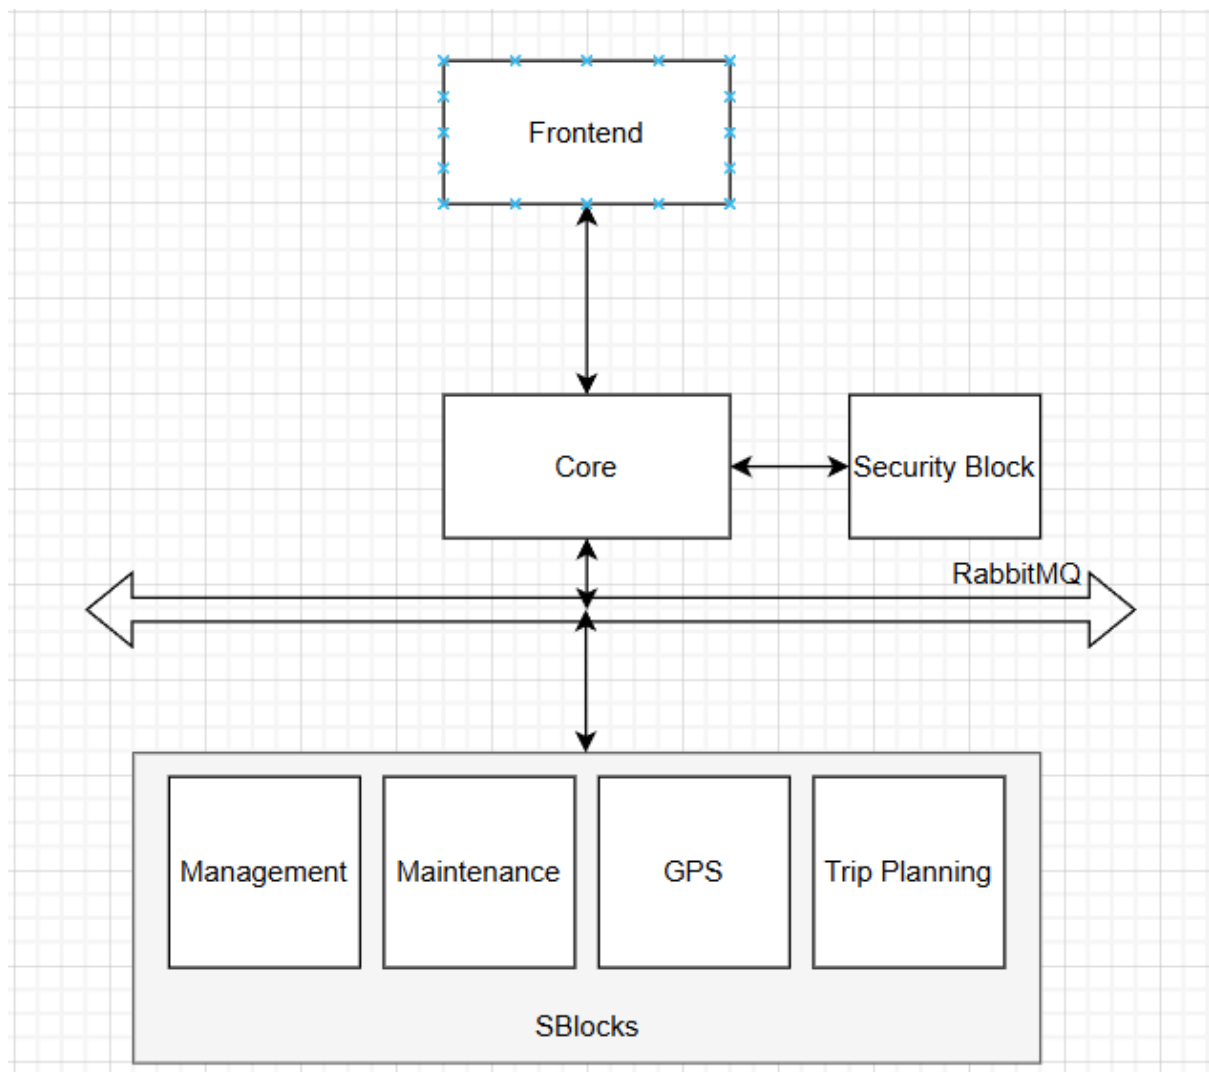 Frontend
Core
Security Block
RabbitMQ
Management
Maintenance
GPS
Trip Planning
SBlocks